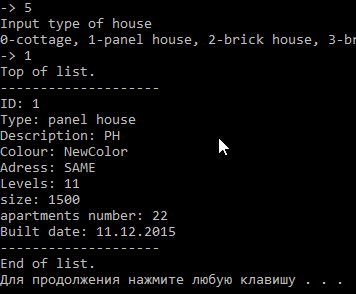 -> 5
Input type of house
0-cottage, 1-panel house, 2-brick house, 3-br
-> 1
Top of list.
--------------------
ID: 1
Type: panel house
Description: PH
Colour: NewColor
Adress: SAME
Levels: 11
size: 1500
apartments number: 22
Built date: 11.12.2015
--------------------
End of list.
Для продолжения нажмите любую клавишу . . .